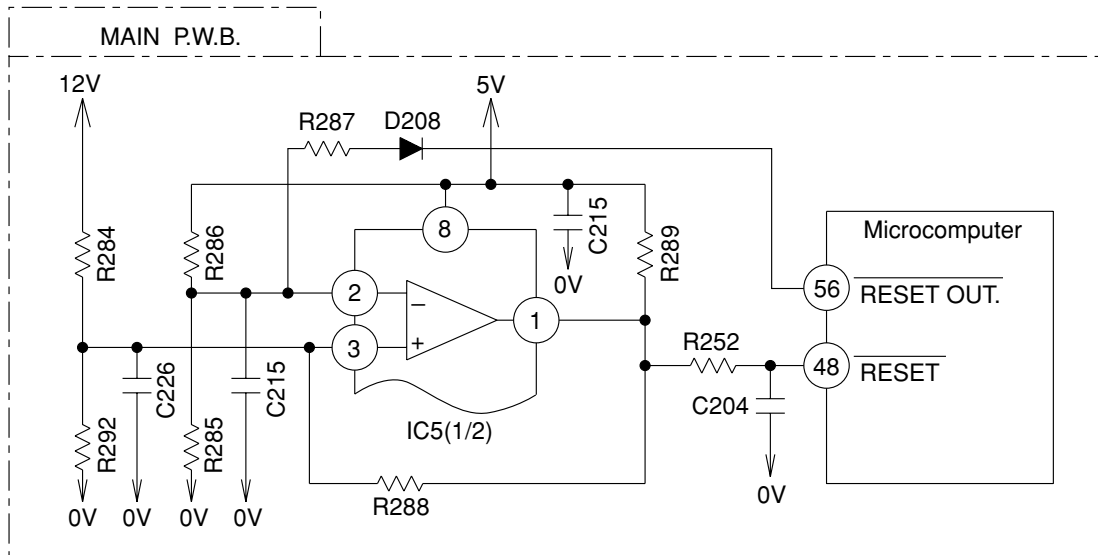 MAIN P.W.B.
12V
5V
R287
D208
R284
R286
8
C215
0V
R289
Microcomputer
2
−
56
RESET OUT.
3
+
1
R252
48
RESET
C226
C215
C204
R292
R285
IC5(1/2)
R288
0V
0V
0V
0V
0V